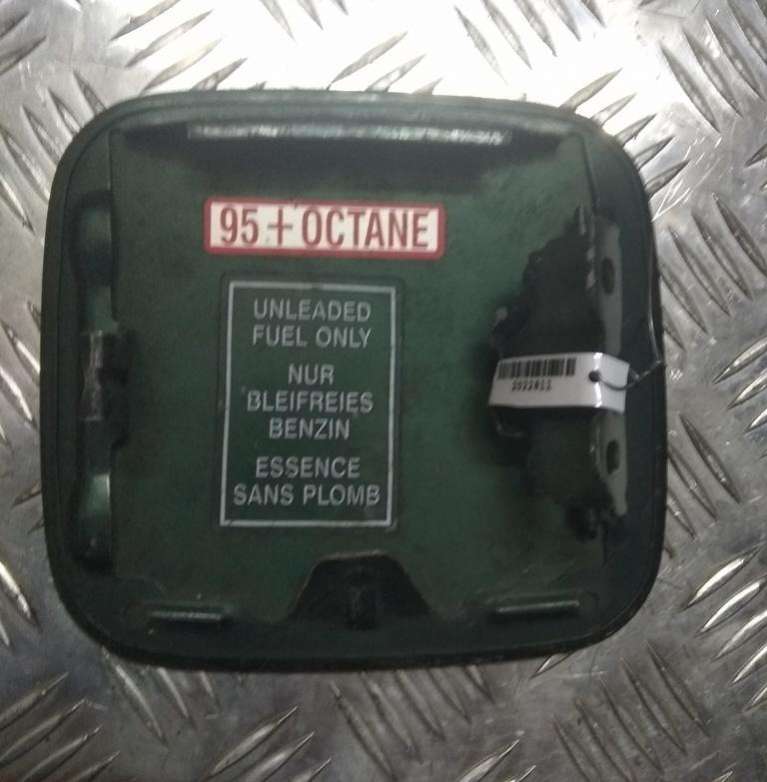 95+OCTANE
UNLEADED
FUEL ONLY
NUR
BLEIFREIES
BENZIN
ESSENCE
SANS PLOMB